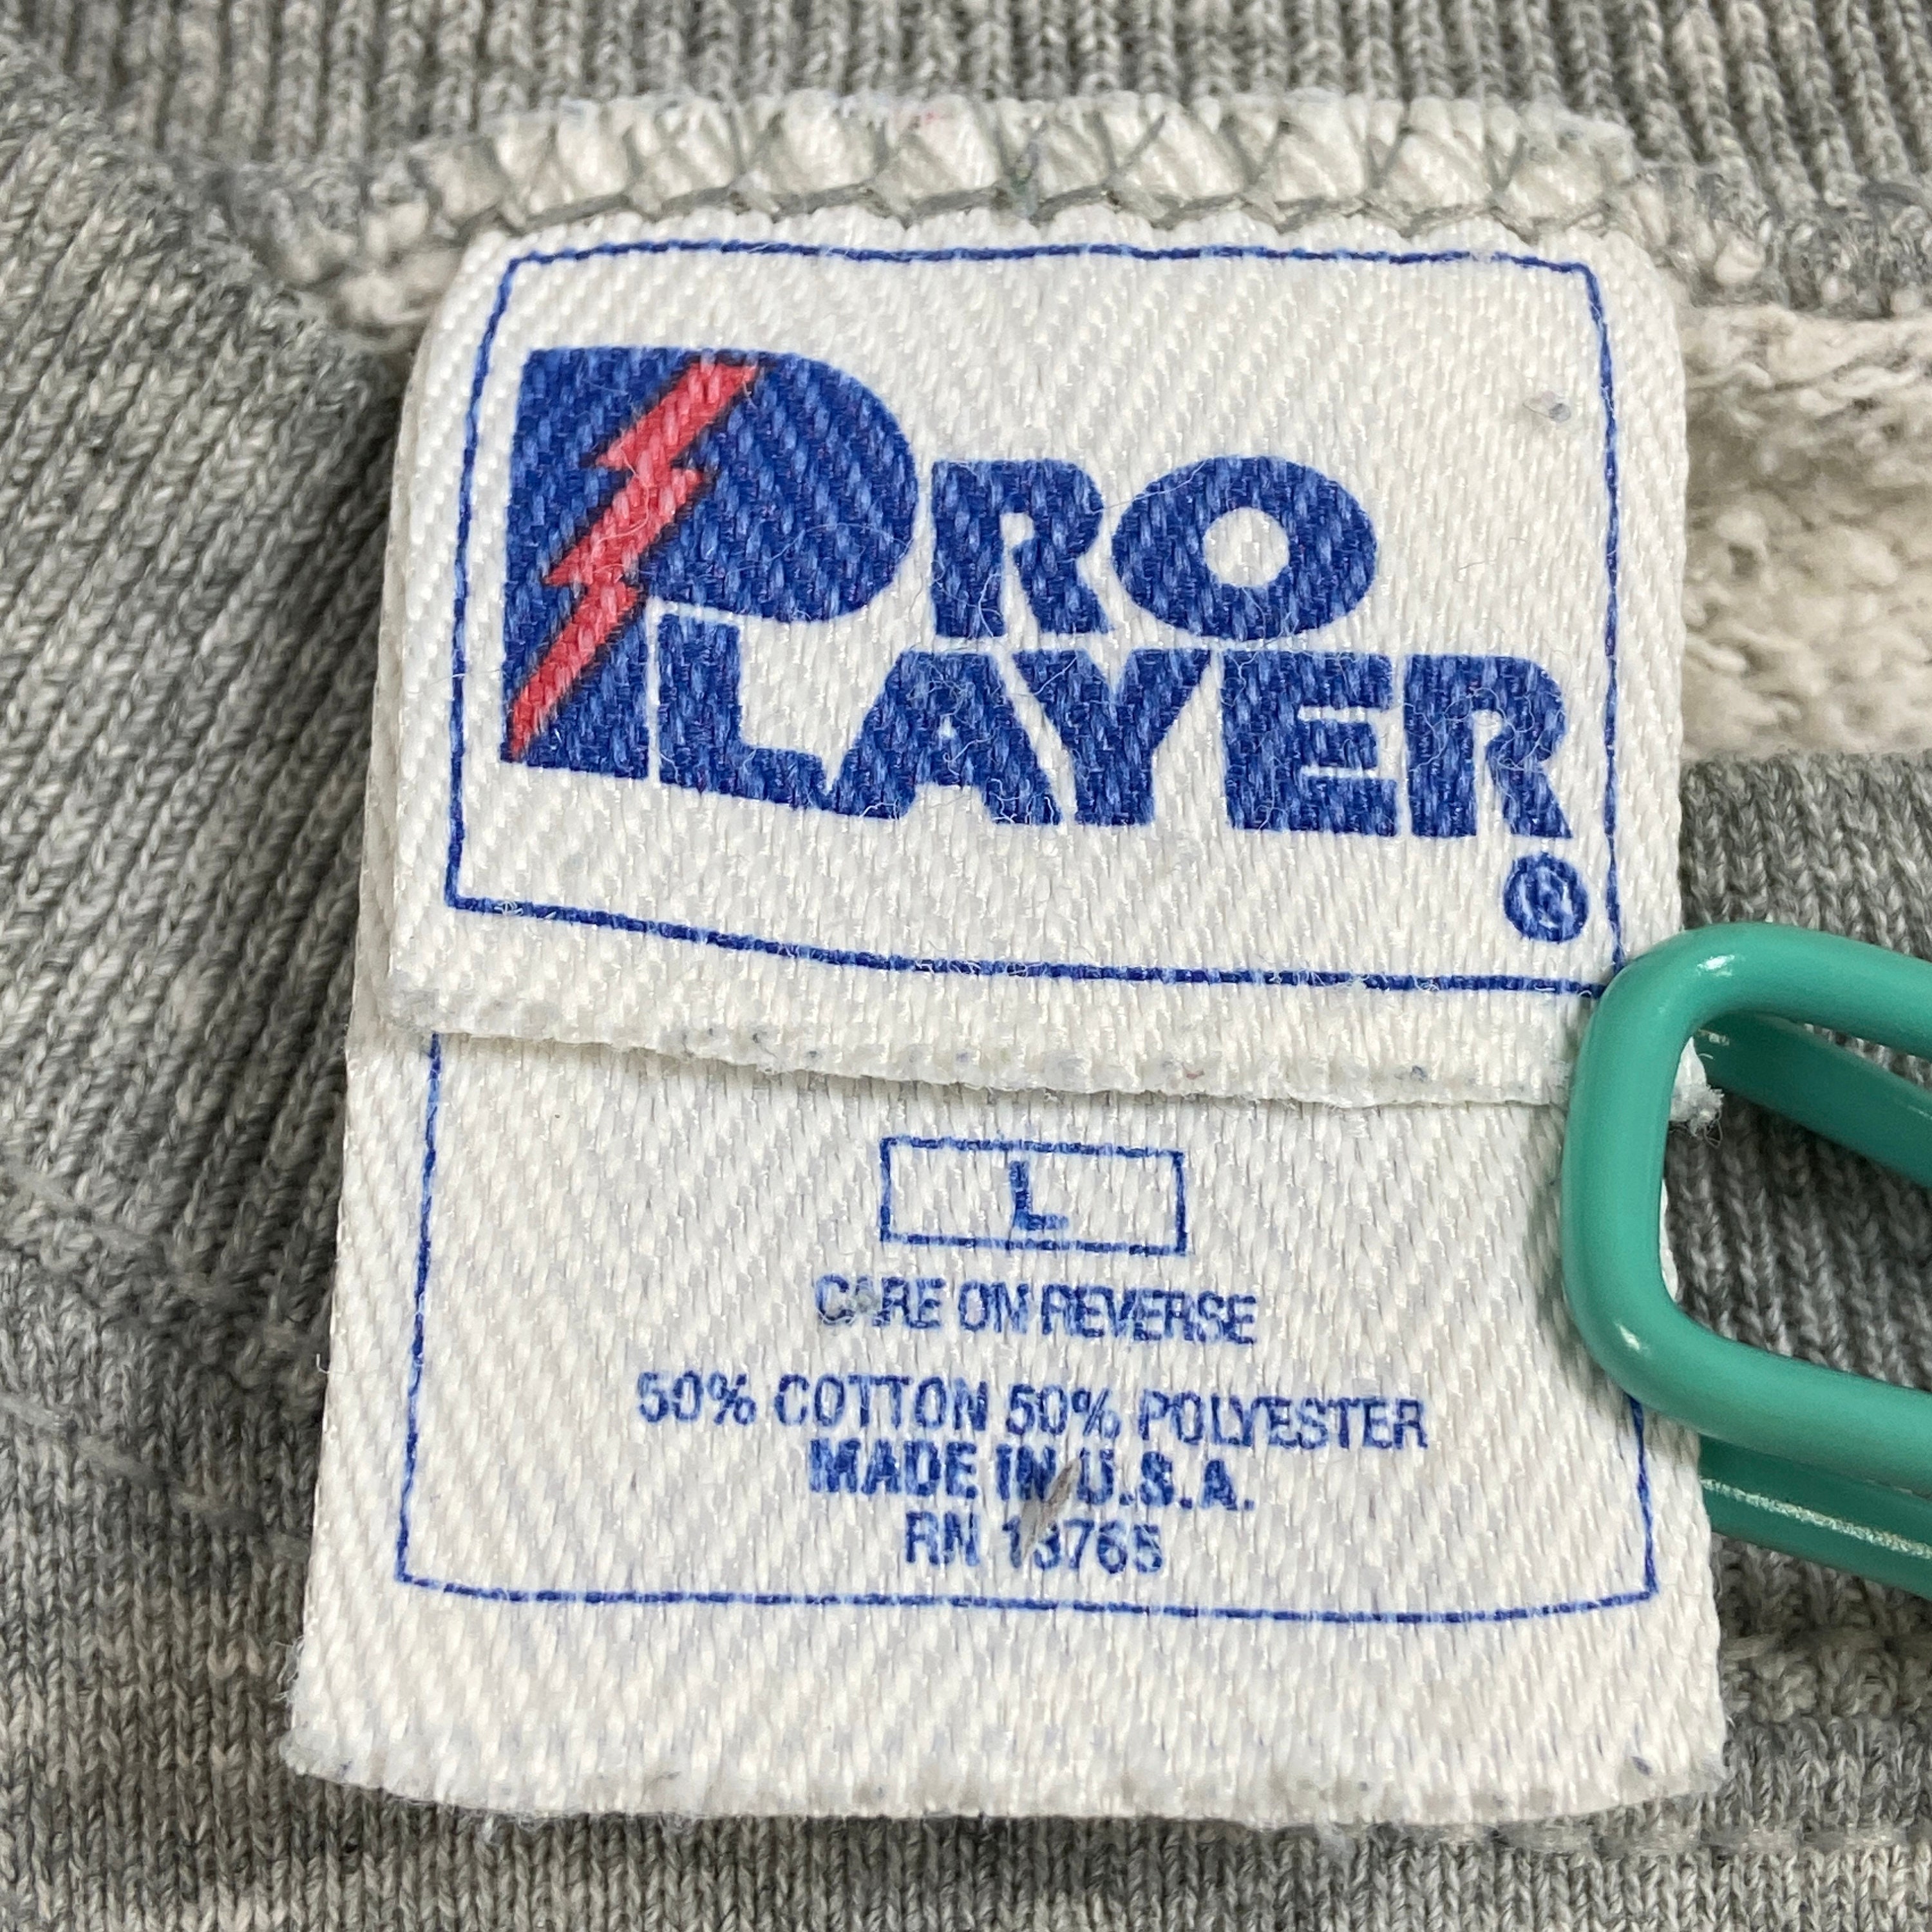 PRO
PLAYER
®
L
CARE ON REVERSE
50% COTTON 50% POLYESTER
MADE IN U.S.A.
RN 13765